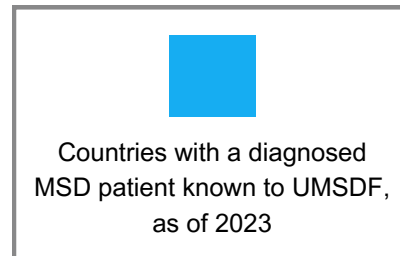 Countries with a diagnosed
MSD patient known to UMSDF,
as of 2023